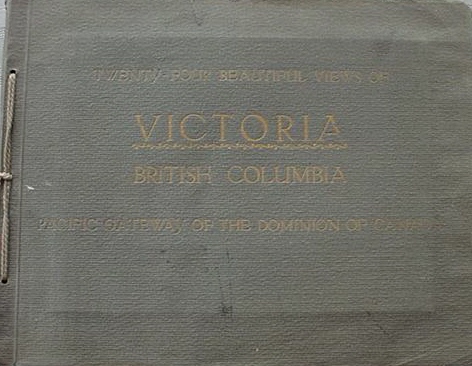 TWENTY-FOUR BEAUTIFUL VIEWS OF
VICTORIA
BRITISH COLUMBIA
PACIFIC GATEWAY OF THE DOMINION OF CANADA